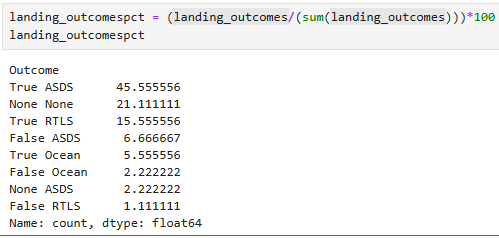 landing_outcomespct = (landing_outcomes/(sum(landing_outcomes)))*100
landing_outcomespct
Outcome
True ASDS      45.555556
None None      21.111111
True RTLS      15.555556
False ASDS      6.666667
True Ocean      5.555556
False Ocean     2.222222
None ASDS       2.222222
False RTLS      1.111111
Name: count, dtype: float64